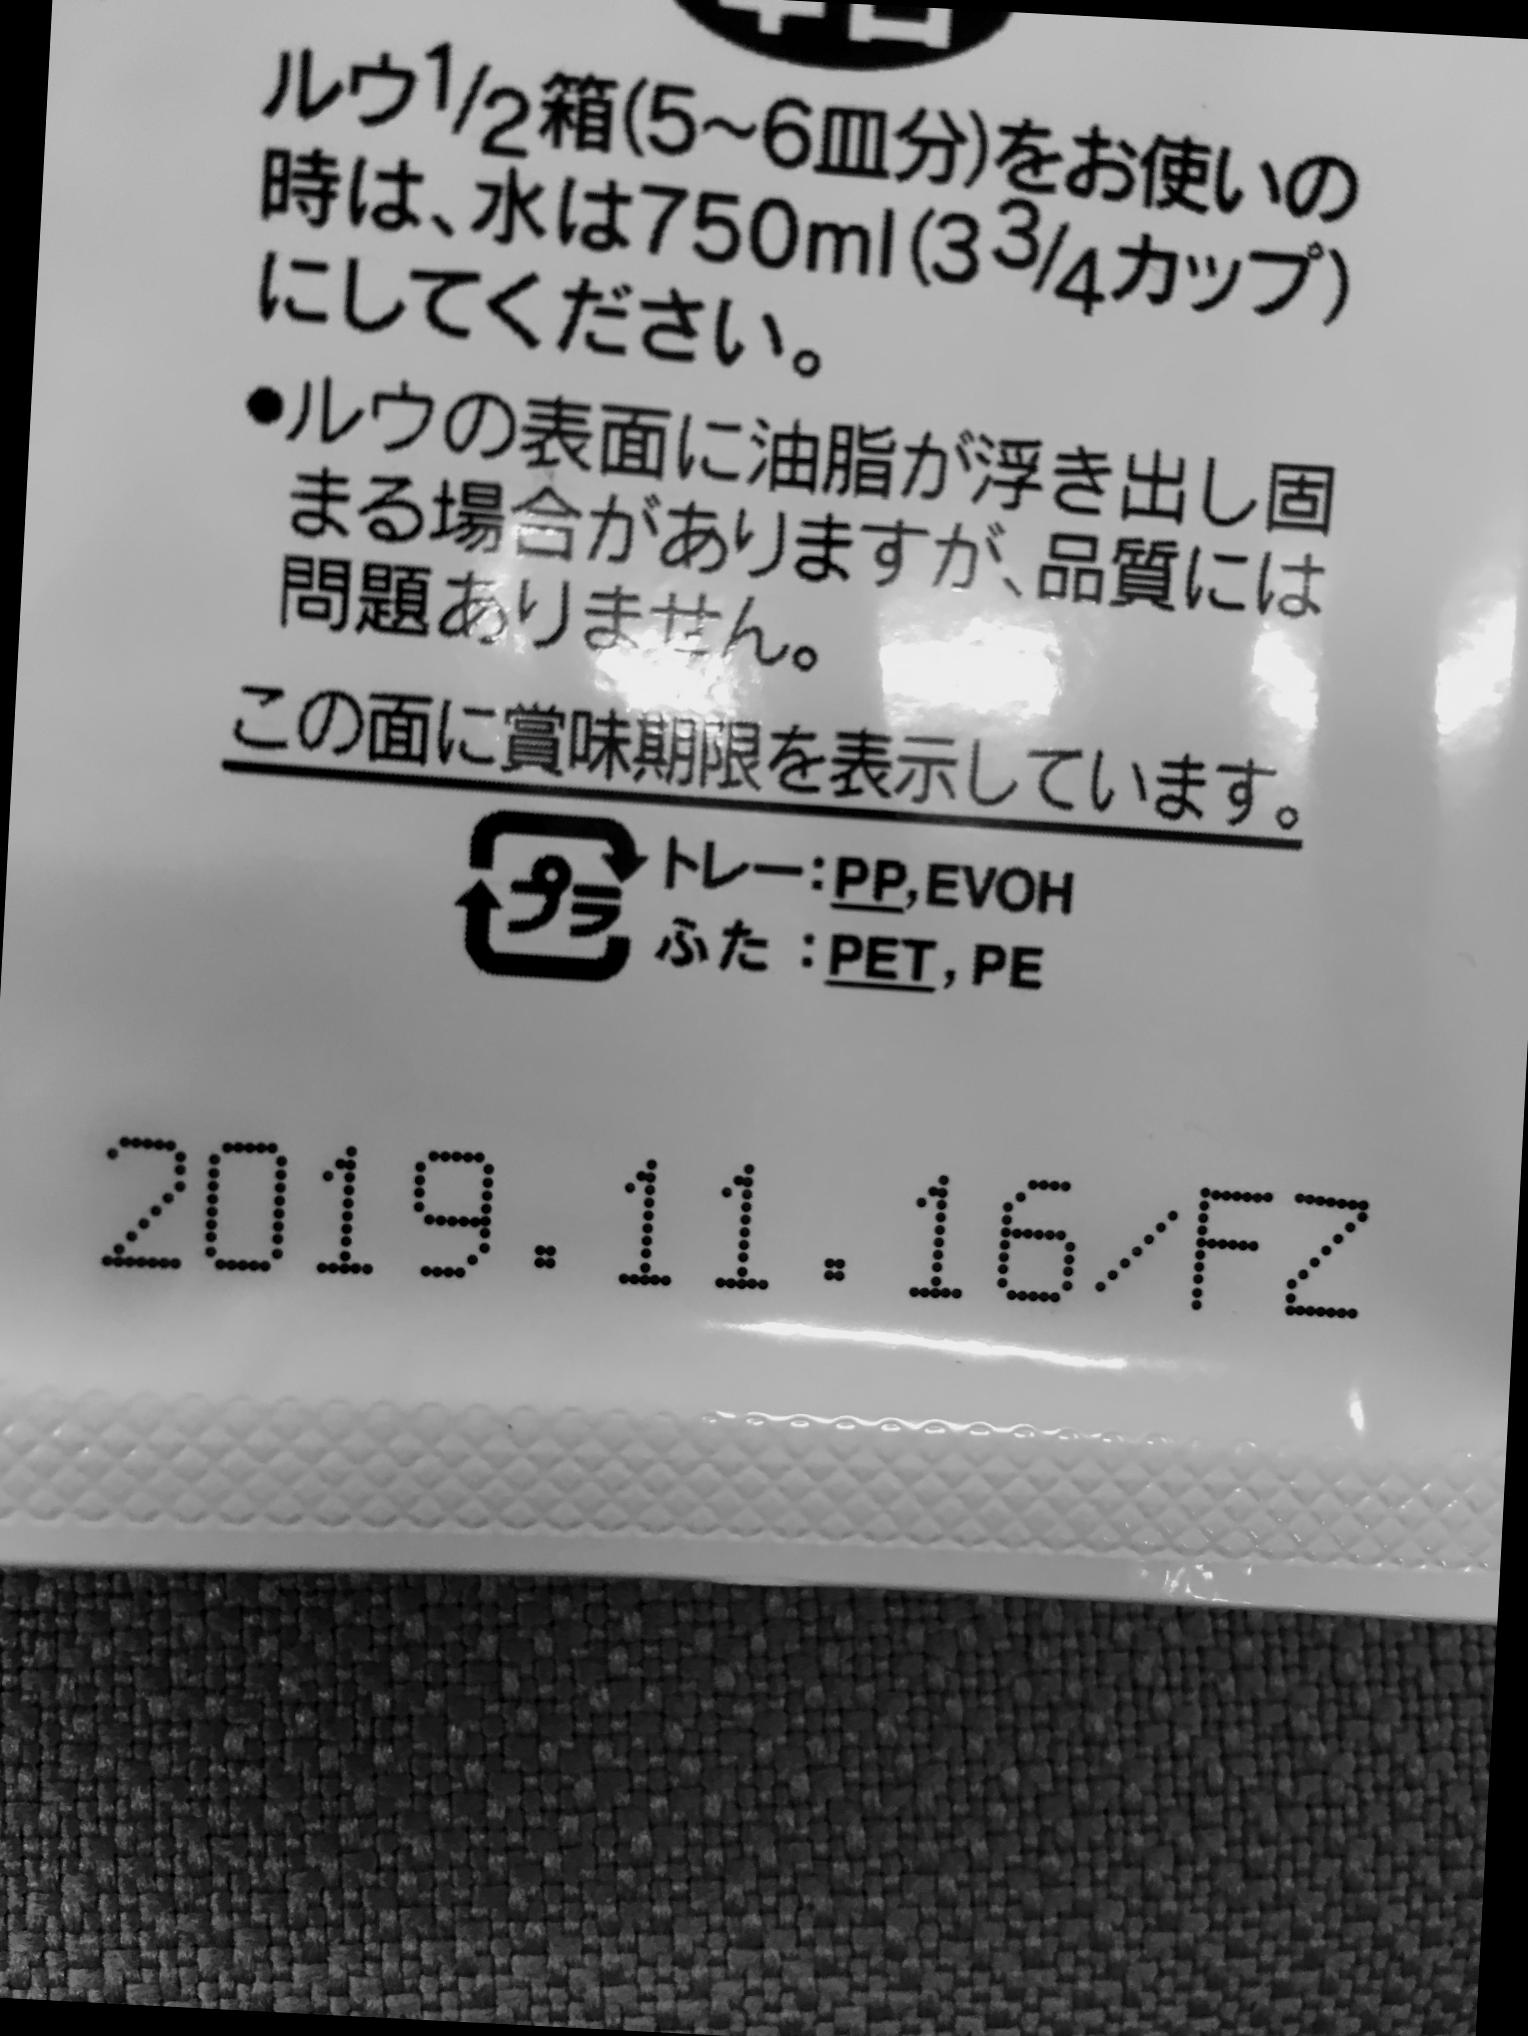 ルウ1/2箱(5〜6皿分)をお使いの
時は、水は750ml(3 3/4カップ)
にしてください。
●ルウの表面に油脂が浮き出し固
まる場合がありますが、品質には
問題ありません。
この面に賞味期限を表示しています。
プラ
トレー:PP,EVOH
ふた:PET,PE
2019.11.16/FZ